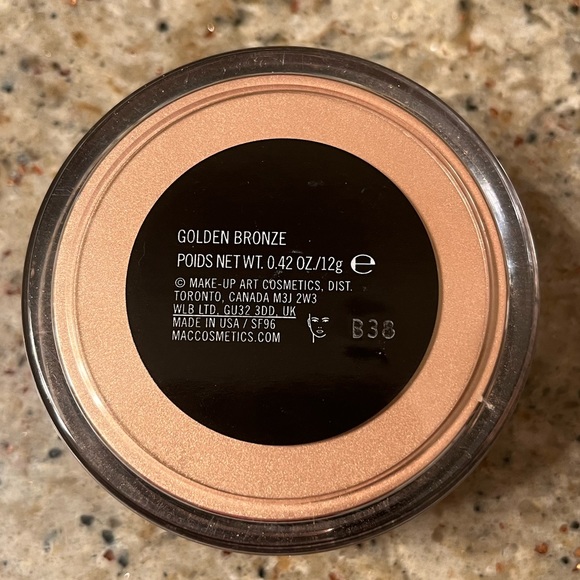 GOLDEN BRONZE
POIDS NET WT. 0.42 OZ./12g ℮
© MAKE-UP ART COSMETICS, DIST.
TORONTO, CANADA M3J 2W3
WLB LTD, GU32 3DD, UK
MADE IN USA / SF96
MACCOSMETICS.COM
B38